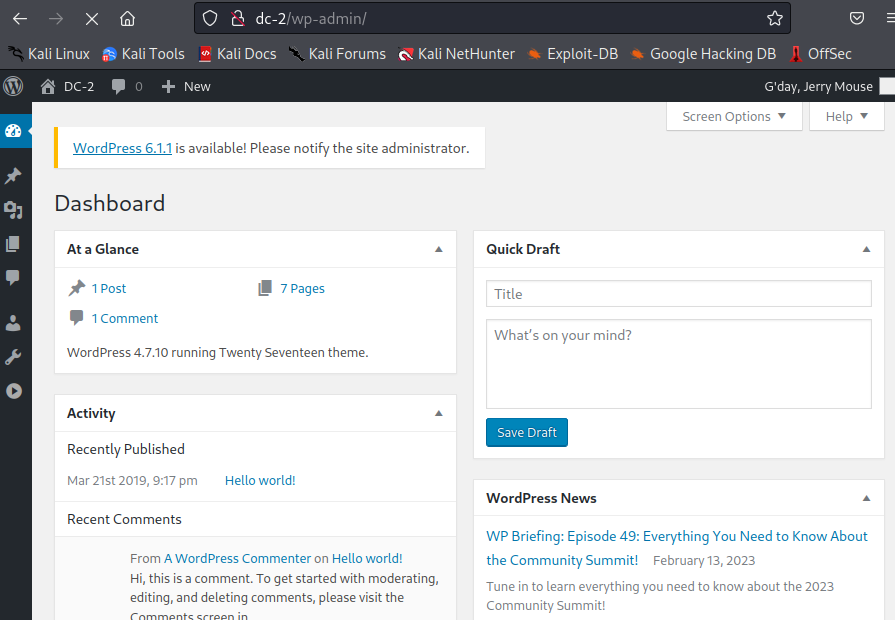 dc-2/wp-admin/
Kali Linux Kali Tools Kali Docs Kali Forums Kali NetHunter Exploit-DB Google Hacking DB OffSec
DC-2 0 New G'day, Jerry Mouse
Screen Options Help
WordPress 6.1.1 is available! Please notify the site administrator.
Dashboard
At a Glance
1 Post 7 Pages
1 Comment
WordPress 4.7.10 running Twenty Seventeen theme.
Activity
Recently Published
Mar 21st 2019, 9:17 pm Hello world!
Recent Comments
From A WordPress Commenter on Hello world!
Hi, this is a comment. To get started with moderating,
editing, and deleting comments, please visit the
Comments screen in
Quick Draft
Title
What's on your mind?
Save Draft
WordPress News
WP Briefing: Episode 49: Everything You Need to Know About
the Community Summit! February 13, 2023
Tune in to learn everything you need to know about the 2023
Community Summit!